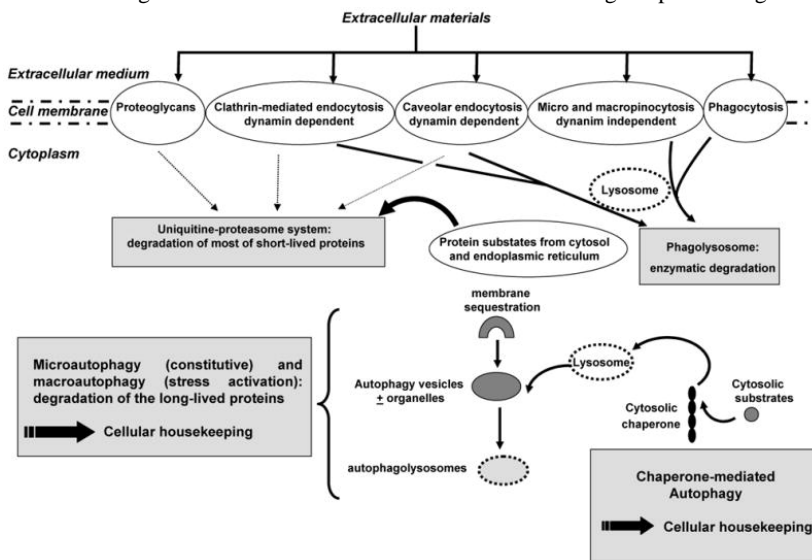 Extracellular materials
Extracellular medium
Cell membrane
Proteoglycans
Clathrin-mediated endocytosis
dynamin dependent
Caveolar endocytosis
dynamin dependent
Micro and macropinocytosis
dynanim independent
Phagocytosis
Cytoplasm
Lysosome
Uniquitine-proteasome system:
degradation of most of short-lived proteins
Protein substates from cytosol
and endoplasmic reticulum
Phagolysosome:
enzymatic degradation
membrane
sequestration
Microautophagy (constitutive) and
macroautophagy (stress activation):
degradation of the long-lived proteins
Cellular housekeeping
Autophagy vesicles
+ organelles
autophagolysosomes
Lysosome
Cytosolic
chaperone
Cytosolic
substrates
Chaperone-mediated
Autophagy
Cellular housekeeping